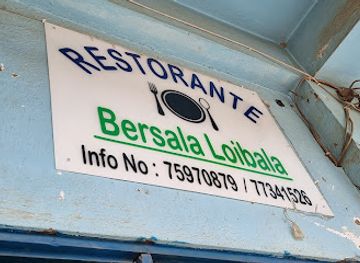 RESTORANTE
Bersala Loibala
Info No : 75970879 / 77341526